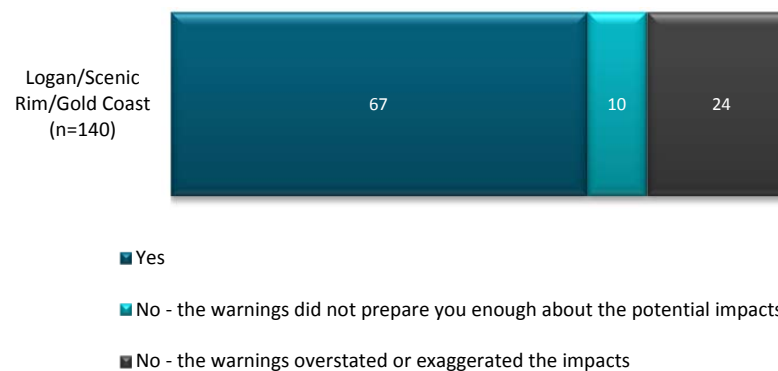 Logan/Scenic
Rim/Gold Coast
(n=140)
67
10
24
Yes
No - the warnings did not prepare you enough about the potential impacts
No - the warnings overstated or exaggerated the impacts